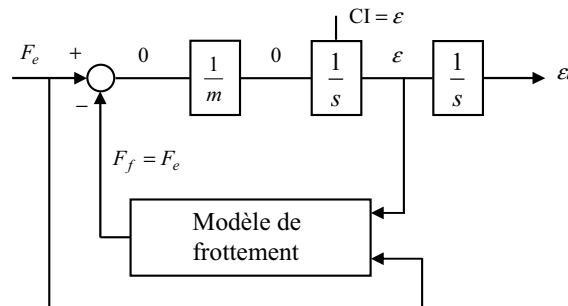 CI = ε
F_e + 0 1/m 0 1/s ε 1/s
−
F_f = F_e
Modèle de
frottement